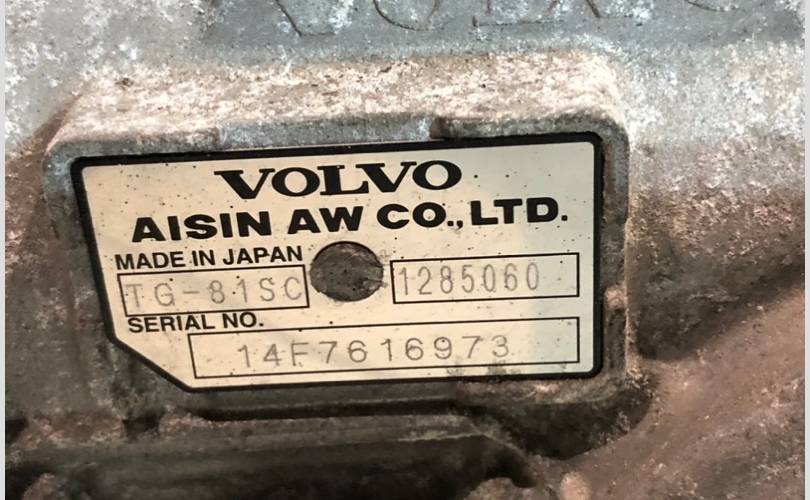 VOLVO
AISIN AW CO.,LTD.
MADE IN JAPAN
TG-81SC 1285060
SERIAL NO.
14F7616973